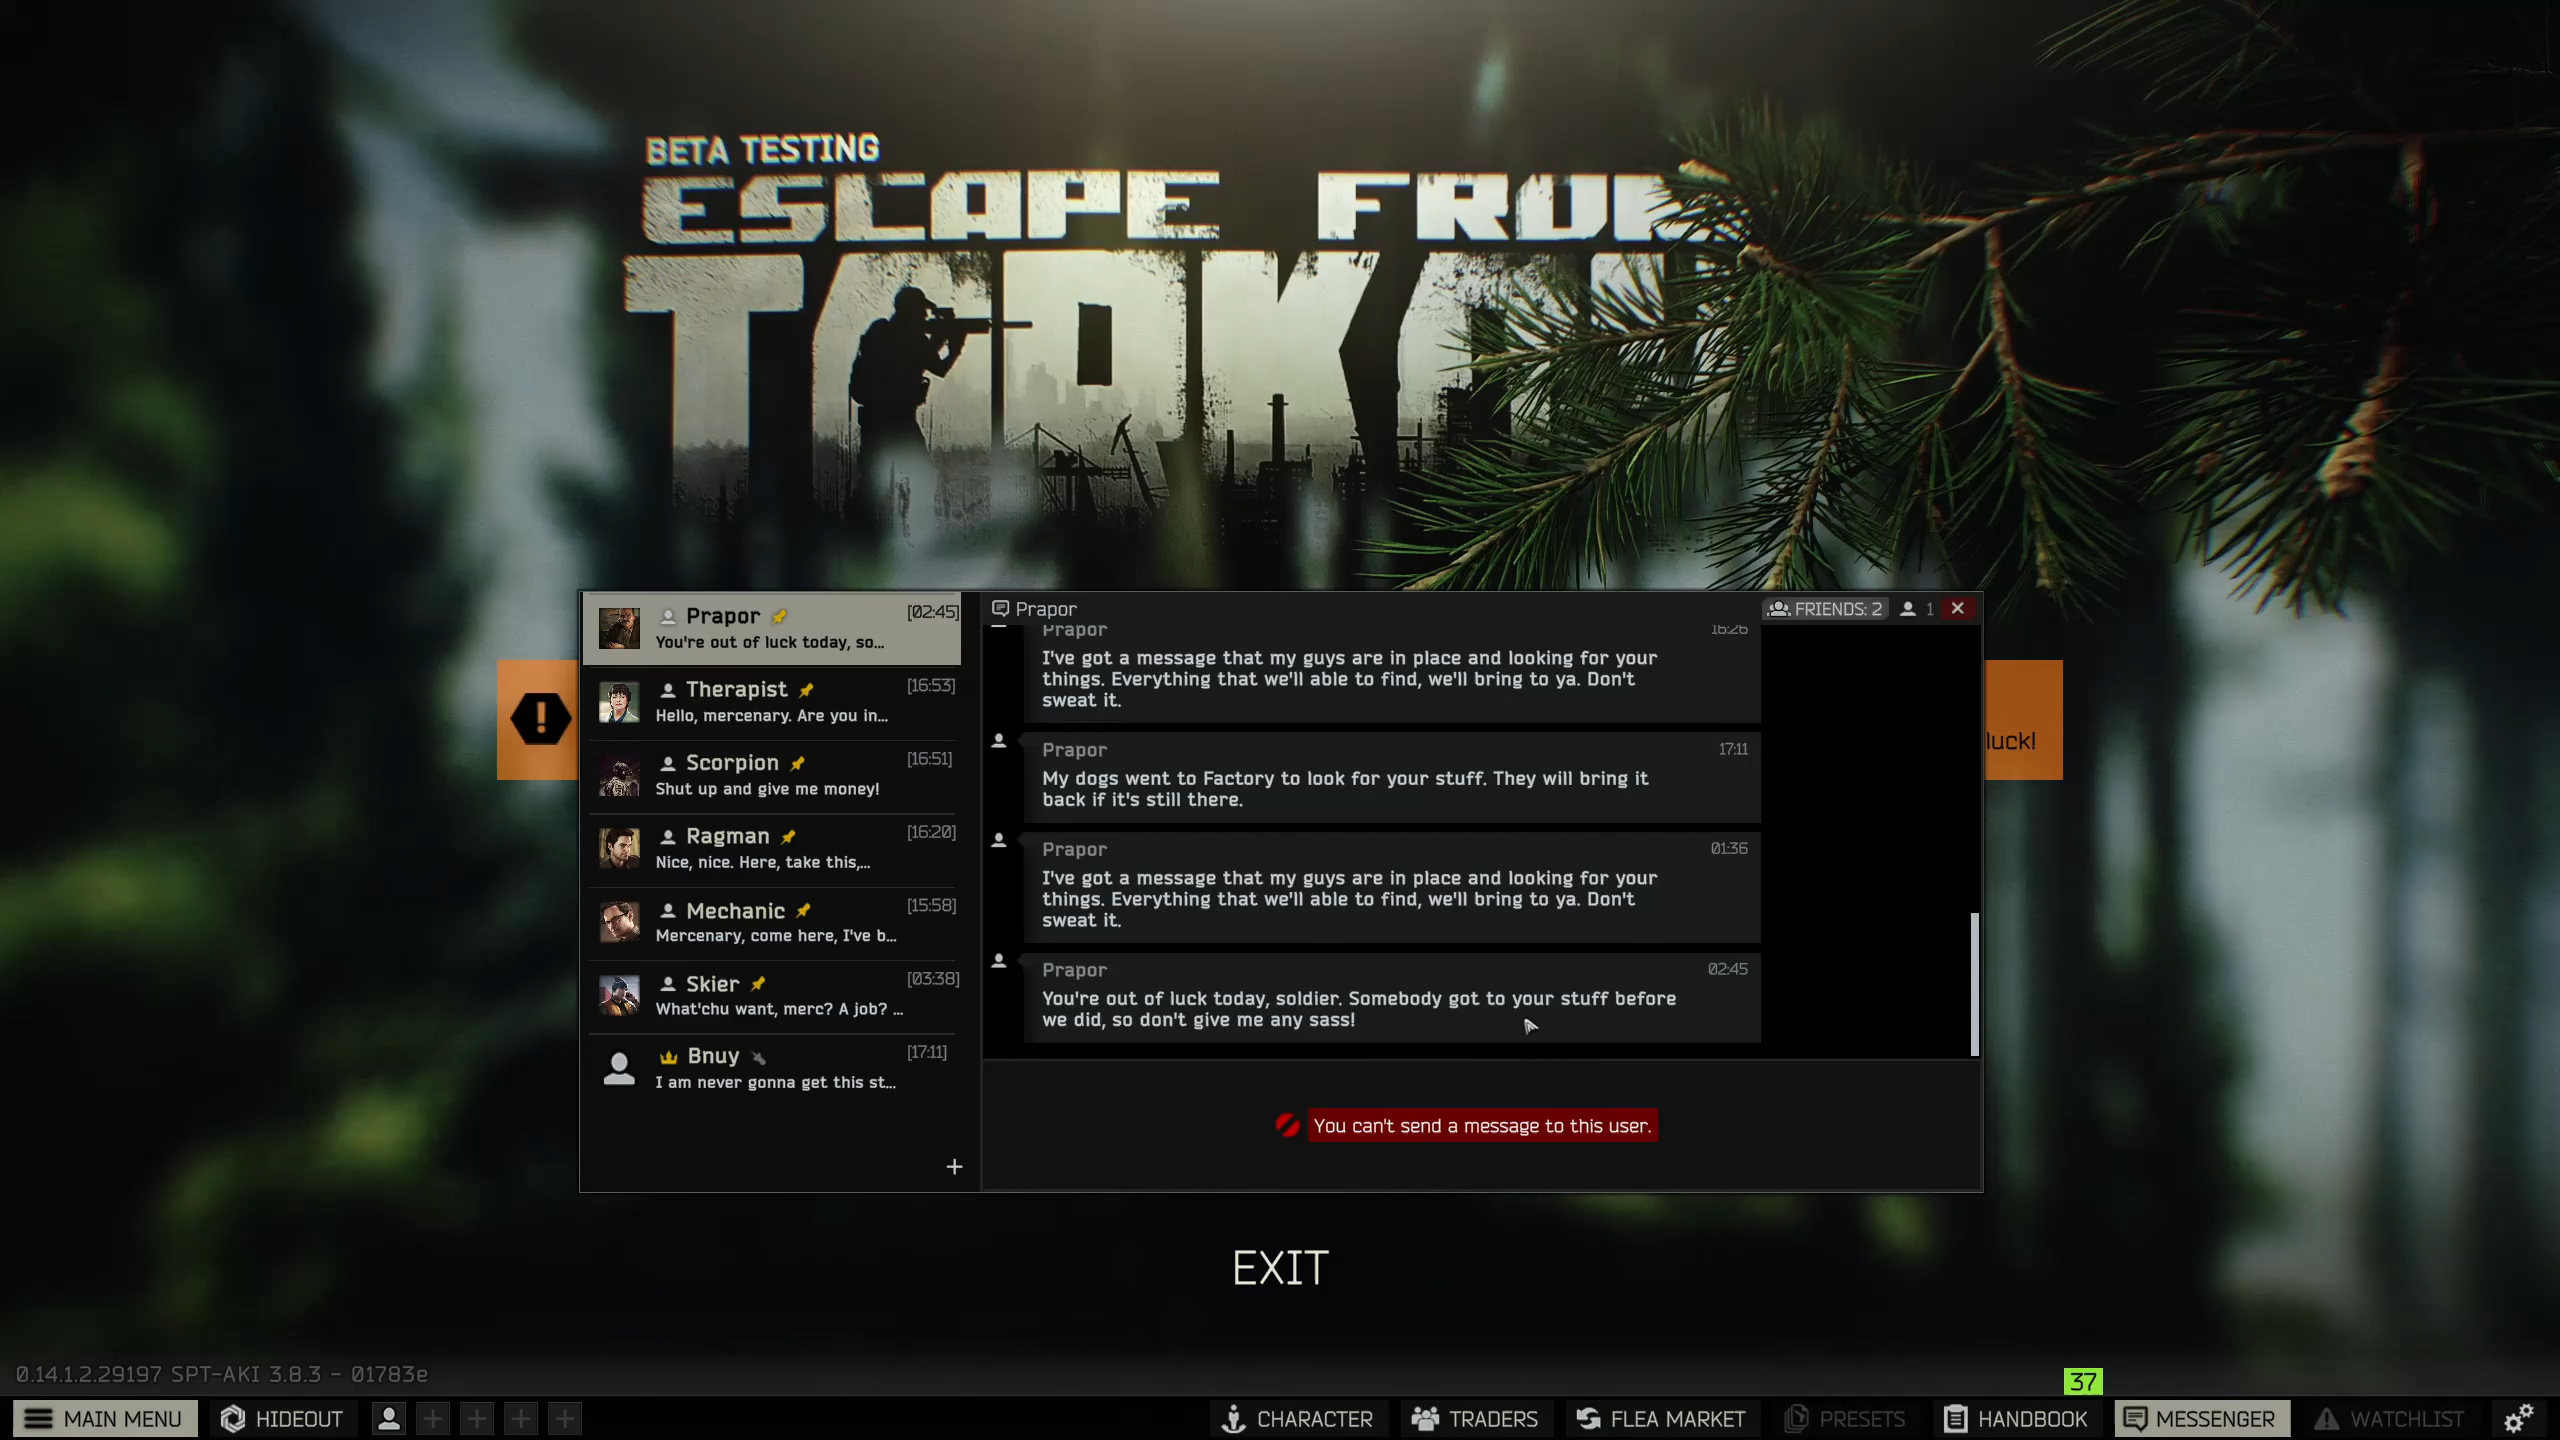 BETA TESTING
ESCAPE FROM
TARKOV
Prapor
[02:45]
You're out of luck today, so...
Therapist
[16:53]
Hello, mercenary. Are you in...
Scorpion
[16:51]
Shut up and give me money!
Ragman
[16:20]
Nice, nice. Here, take this,...
Mechanic
[15:58]
Mercenary, come here, I've b...
Skier
[03:38]
What'chu want, merc? A job? ...
Bnuy
[17:11]
I am never gonna get this st...
+
Prapor
FRIENDS: 2
1
Prapor
16:26
I've got a message that my guys are in place and looking for your
things. Everything that we'll able to find, we'll bring to ya. Don't
sweat it.
Prapor
17:11
My dogs went to Factory to look for your stuff. They will bring it
back if it's still there.
Prapor
01:36
I've got a message that my guys are in place and looking for your
things. Everything that we'll able to find, we'll bring to ya. Don't
sweat it.
Prapor
02:45
You're out of luck today, soldier. Somebody got to your stuff before
we did, so don't give me any sass!
You can't send a message to this user.
luck!
EXIT
0.14.1.2.29197 SPT-AKI 3.8.3 - 01783e
37
MAIN MENU
HIDEOUT
CHARACTER
TRADERS
FLEA MARKET
PRESETS
HANDBOOK
MESSENGER
WATCHLIST